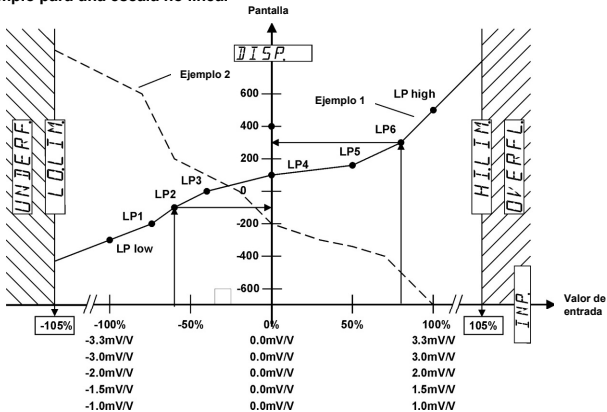 mplo para una escala no lineal
Pantalla
DISP.
Ejemplo 2
Ejemplo 1
LP high
600
400
200
0
-200
-400
-600
LP6
LP5
LP4
LP3
LP2
LP1
LP low
UNDERF.
LO.LIM.
HI.LIM.
OVERFL.
INP.
Valor de
entrada
-105% -100% -50% 0% 50% 100% 105%
-3.3mV/V 0.0mV/V 3.3mV/V
-3.0mV/V 0.0mV/V 3.0mV/V
-2.0mV/V 0.0mV/V 2.0mV/V
-1.5mV/V 0.0mV/V 1.5mV/V
-1.0mV/V 0.0mV/V 1.0mV/V